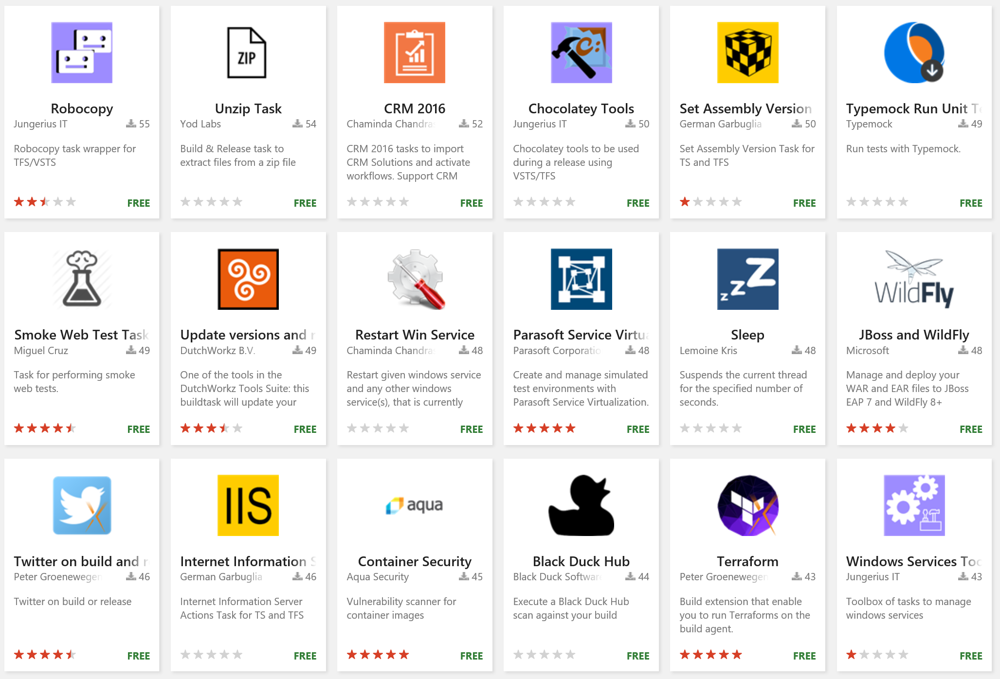 ZIP
C:
Robocopy
Jungerius IT 55
Robocopy task wrapper for
TFS/VSTS
FREE
Unzip Task
Yod Labs 54
Build & Release task to
extract files from a zip file
FREE
CRM 2016
Chaminda Chandras 52
CRM 2016 tasks to import
CRM Solutions and activate
workflows. Support CRM
FREE
Chocolatey Tools
Jungerius IT 50
Chocolatey tools to be used
during a release using
VSTS/TFS
FREE
Set Assembly Version
German Garbuglia 50
Set Assembly Version Task for
TS and TFS
FREE
Typemock Run Unit Te
Typemock 49
Run tests with Typemock.
FREE
Smoke Web Test Task
Miguel Cruz 49
Task for performing smoke
web tests.
FREE
Update versions and r
DutchWorkz B.V. 49
One of the tools in the
DutchWorkz Tools Suite: this
buildtask will update your
FREE
Restart Win Service
Chaminda Chandras 48
Restart given windows service
and any other windows
service(s), that is currently
FREE
Parasoft Service Virtua
Parasoft Corporatio 48
Create and manage simulated
test environments with
Parasoft Service Virtualization.
FREE
zzZ
Sleep
Lemoine Kris 48
Suspends the current thread
for the specified number of
seconds.
FREE
WildFly
JBoss and WildFly
Microsoft 48
Manage and deploy your
WAR and EAR files to JBoss
EAP 7 and WildFly 8+
FREE
Twitter on build and r
Peter Groenewegen 46
Twitter on build or release
FREE
IIS
Internet Information S
German Garbuglia 46
Internet Information Server
Actions Task for TS and TFS
FREE
aqua
Container Security
Aqua Security 45
Vulnerability scanner for
container images
FREE
Black Duck Hub
Black Duck Software 44
Execute a Black Duck Hub
scan against your build
FREE
Terraform
Peter Groenewegen 43
Build extension that enable
you to run Terraforms on the
build agent.
FREE
Windows Services Too
Jungerius IT 43
Toolbox of tasks to manage
windows services
FREE